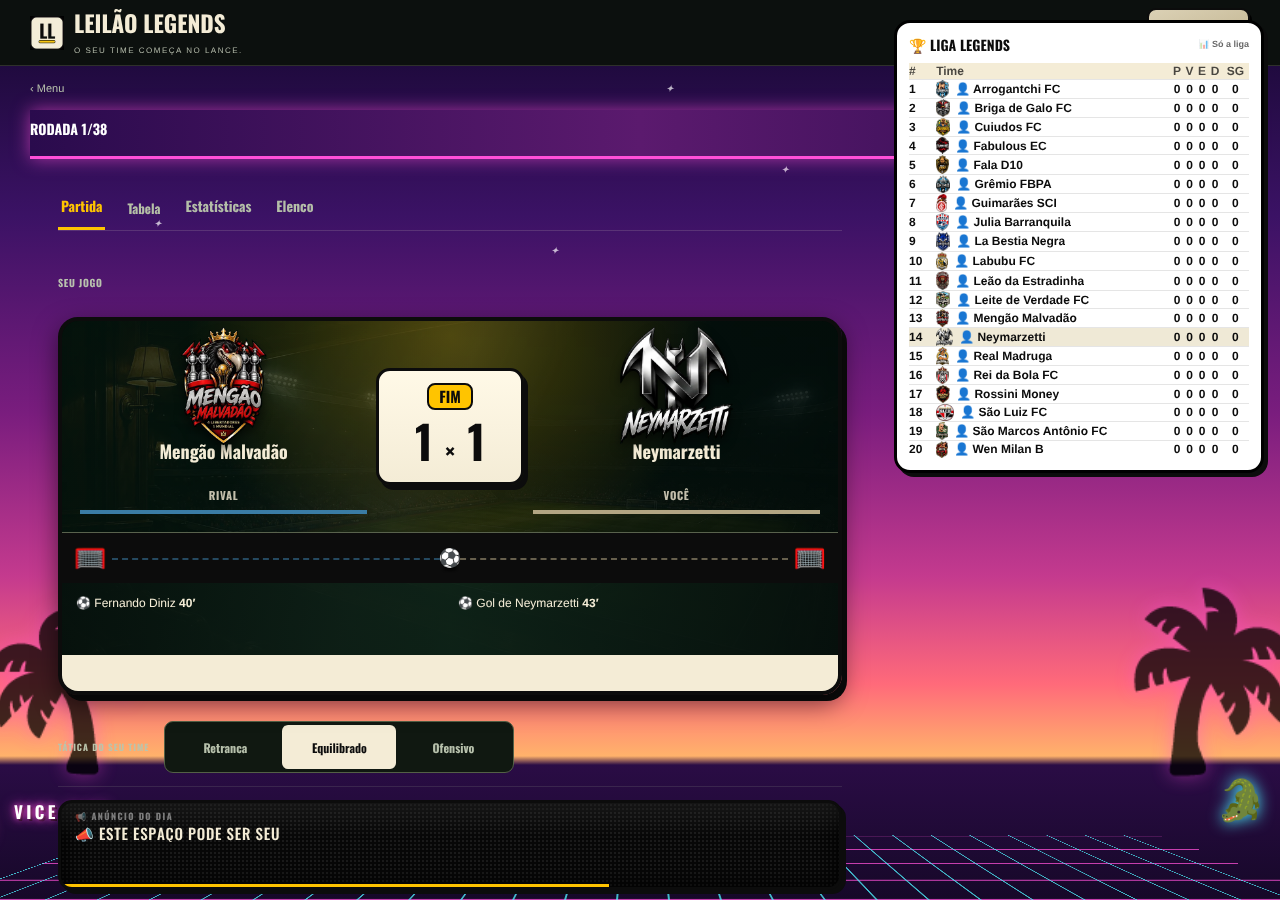 LL
LEILÃO LEGENDS
O SEU TIME COMEÇA NO LANCE.
‹ Menu
RODADA 1/38
Partida Tabela Estatísticas Elenco
SEU JOGO
MENGÃO
MALVADÃO
Mengão Malvadão
RIVAL
FIM
1 × 1
N
NEYMARZETTI
Neymarzetti
VOCÊ
⚽ Fernando Diniz 40′
⚽ Gol de Neymarzetti 43′
Retranca Equilibrado Ofensivo
VICE
📢 ANÚNCIO DO DIA
📣 ESTE ESPAÇO PODE SER SEU
🏆 LIGA LEGENDS 📊 Só a liga
# Time P V E D SG
1 👤 Arrogantchi FC 0 0 0 0 0
2 👤 Briga de Galo FC 0 0 0 0 0
3 👤 Cuiudos FC 0 0 0 0 0
4 👤 Fabulous EC 0 0 0 0 0
5 👤 Fala D10 0 0 0 0 0
6 👤 Grêmio FBPA 0 0 0 0 0
7 👤 Guimarães SCI 0 0 0 0 0
8 👤 Julia Barranquila 0 0 0 0 0
9 👤 La Bestia Negra 0 0 0 0 0
10 👤 Labubu FC 0 0 0 0 0
11 👤 Leão da Estradinha 0 0 0 0 0
12 👤 Leite de Verdade FC 0 0 0 0 0
13 👤 Mengão Malvadão 0 0 0 0 0
14 👤 Neymarzetti 0 0 0 0 0
15 👤 Real Madruga 0 0 0 0 0
16 👤 Rei da Bola FC 0 0 0 0 0
17 👤 Rossini Money 0 0 0 0 0
18 👤 São Luiz FC 0 0 0 0 0
19 👤 São Marcos Antônio FC 0 0 0 0 0
20 👤 Wen Milan B 0 0 0 0 0